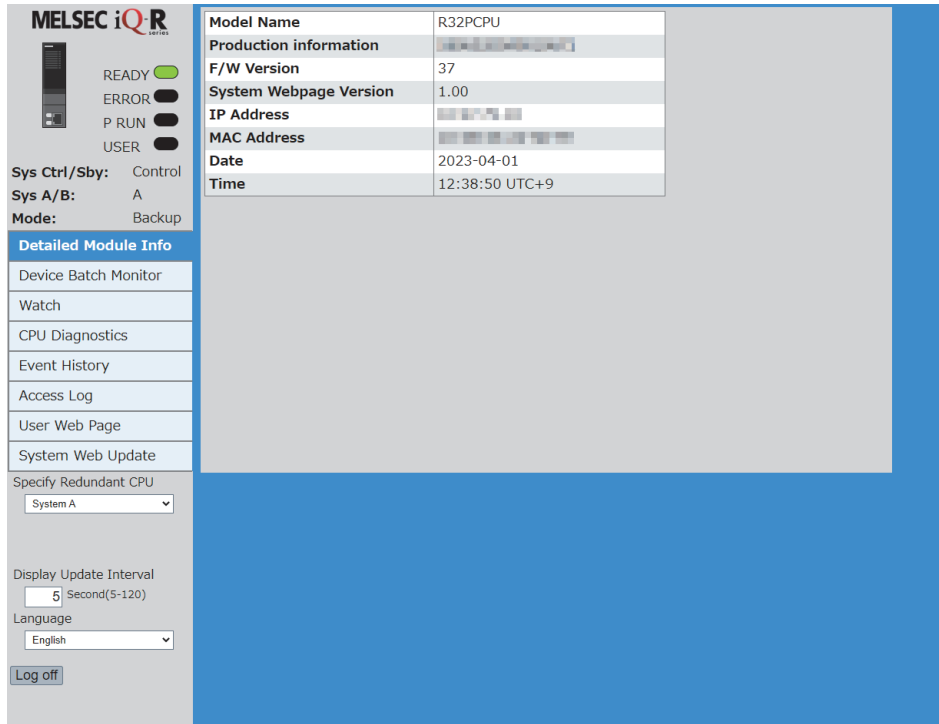 MELSEC iQ-R
series
READY
ERROR
P RUN
USER
Sys Ctrl/Sby: Control
Sys A/B: A
Mode: Backup
Detailed Module Info
Device Batch Monitor
Watch
CPU Diagnostics
Event History
Access Log
User Web Page
System Web Update
Specify Redundant CPU
System A
Display Update Interval
5 Second(5-120)
Language
English
Log off
Model Name R32PCPU
Production information
F/W Version 37
System Webpage Version 1.00
IP Address
MAC Address
Date 2023-04-01
Time 12:38:50 UTC+9